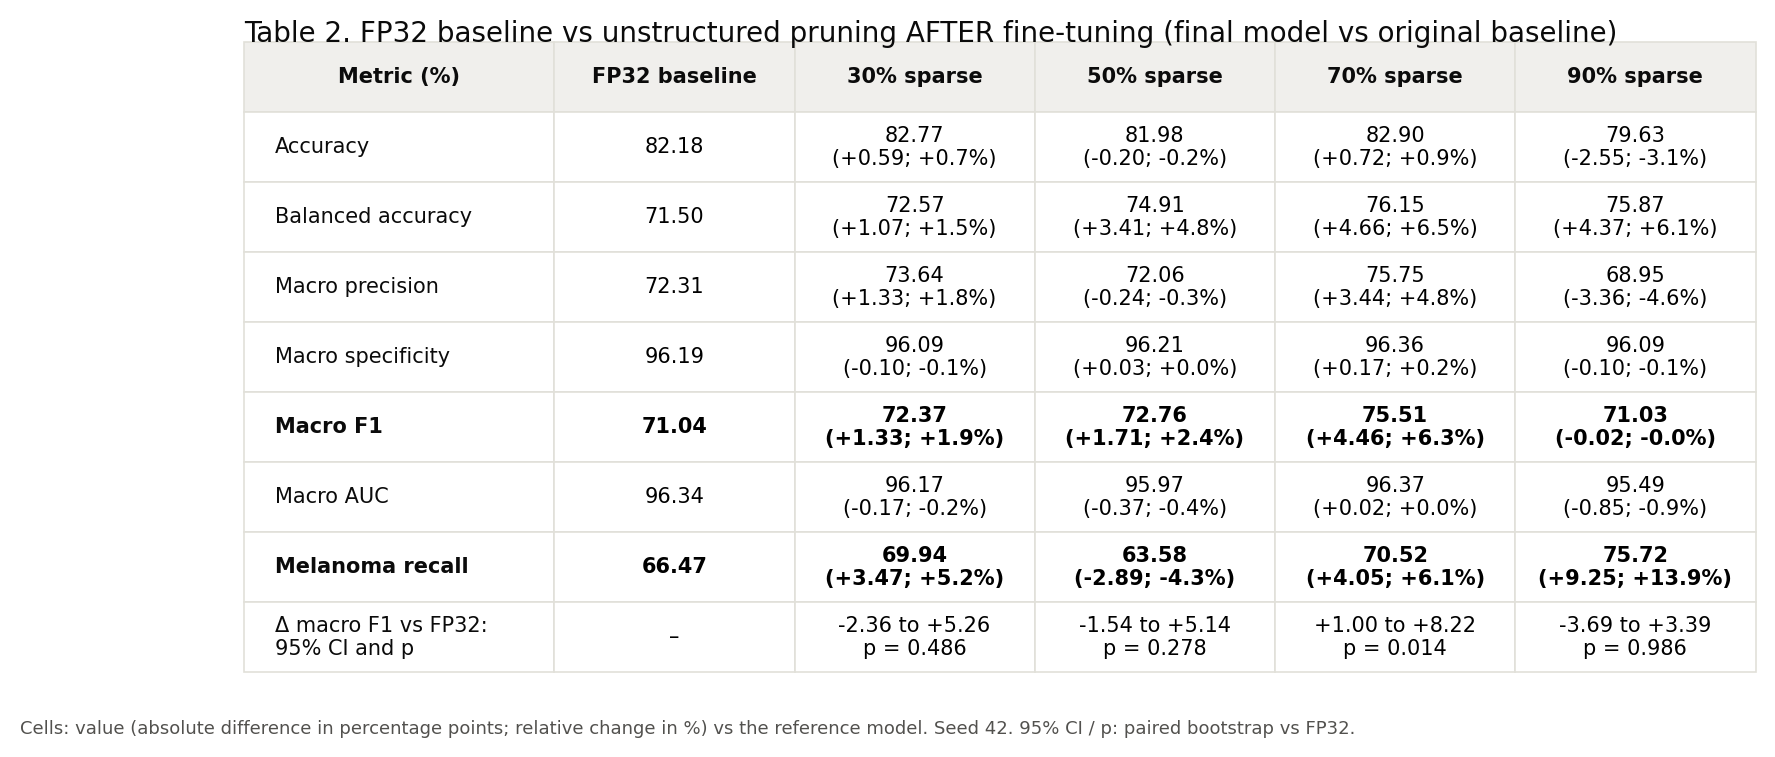 Table 2. FP32 baseline vs unstructured pruning AFTER fine-tuning (final model vs original baseline)
Metric (%) FP32 baseline 30% sparse 50% sparse 70% sparse 90% sparse
Accuracy 82.18 82.77 81.98 82.90 79.63
(+0.59; +0.7%) (-0.20; -0.2%) (+0.72; +0.9%) (-2.55; -3.1%)
Balanced accuracy 71.50 72.57 74.91 76.15 75.87
(+1.07; +1.5%) (+3.41; +4.8%) (+4.66; +6.5%) (+4.37; +6.1%)
Macro precision 72.31 73.64 72.06 75.75 68.95
(+1.33; +1.8%) (-0.24; -0.3%) (+3.44; +4.8%) (-3.36; -4.6%)
Macro specificity 96.19 96.09 96.21 96.36 96.09
(-0.10; -0.1%) (+0.03; +0.0%) (+0.17; +0.2%) (-0.10; -0.1%)
Macro F1 71.04 72.37 72.76 75.51 71.03
(+1.33; +1.9%) (+1.71; +2.4%) (+4.46; +6.3%) (-0.02; -0.0%)
Macro AUC 96.34 96.17 95.97 96.37 95.49
(-0.17; -0.2%) (-0.37; -0.4%) (+0.02; +0.0%) (-0.85; -0.9%)
Melanoma recall 66.47 69.94 63.58 70.52 75.72
(+3.47; +5.2%) (-2.89; -4.3%) (+4.05; +6.1%) (+9.25; +13.9%)
Δ macro F1 vs FP32: – -2.36 to +5.26 -1.54 to +5.14 +1.00 to +8.22 -3.69 to +3.39
95% CI and p p = 0.486 p = 0.278 p = 0.014 p = 0.986
Cells: value (absolute difference in percentage points; relative change in %) vs the reference model. Seed 42. 95% CI / p: paired bootstrap vs FP32.